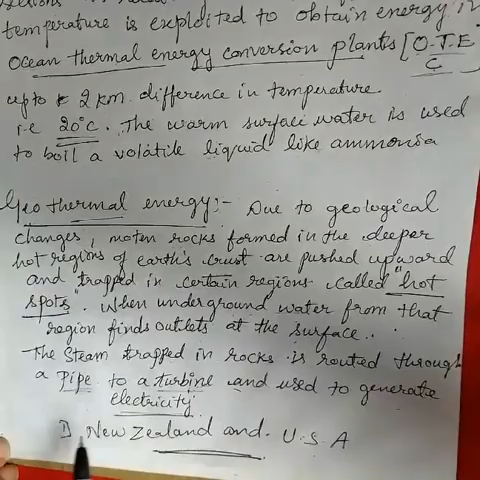 temperature is exploited to obtain energy in
Ocean thermal energy conversion plants [O.T.E
C
upto 2 km. difference in temperature.
i.e 20°c. The warm surface water is used
to boil a volatile liquid like ammonia
Geothermal energy:- Due to geological
changes, molten rocks formed in the deeper
hot regions of earth's crust are pushed upward
and trapped in certain regions called "hot
spots". When underground water from that
region finds outlets at the surface..
The Steam trapped in rocks is routed through
a Pipe to a turbine and used to generate
electricity.
New Zealand and U.S.A